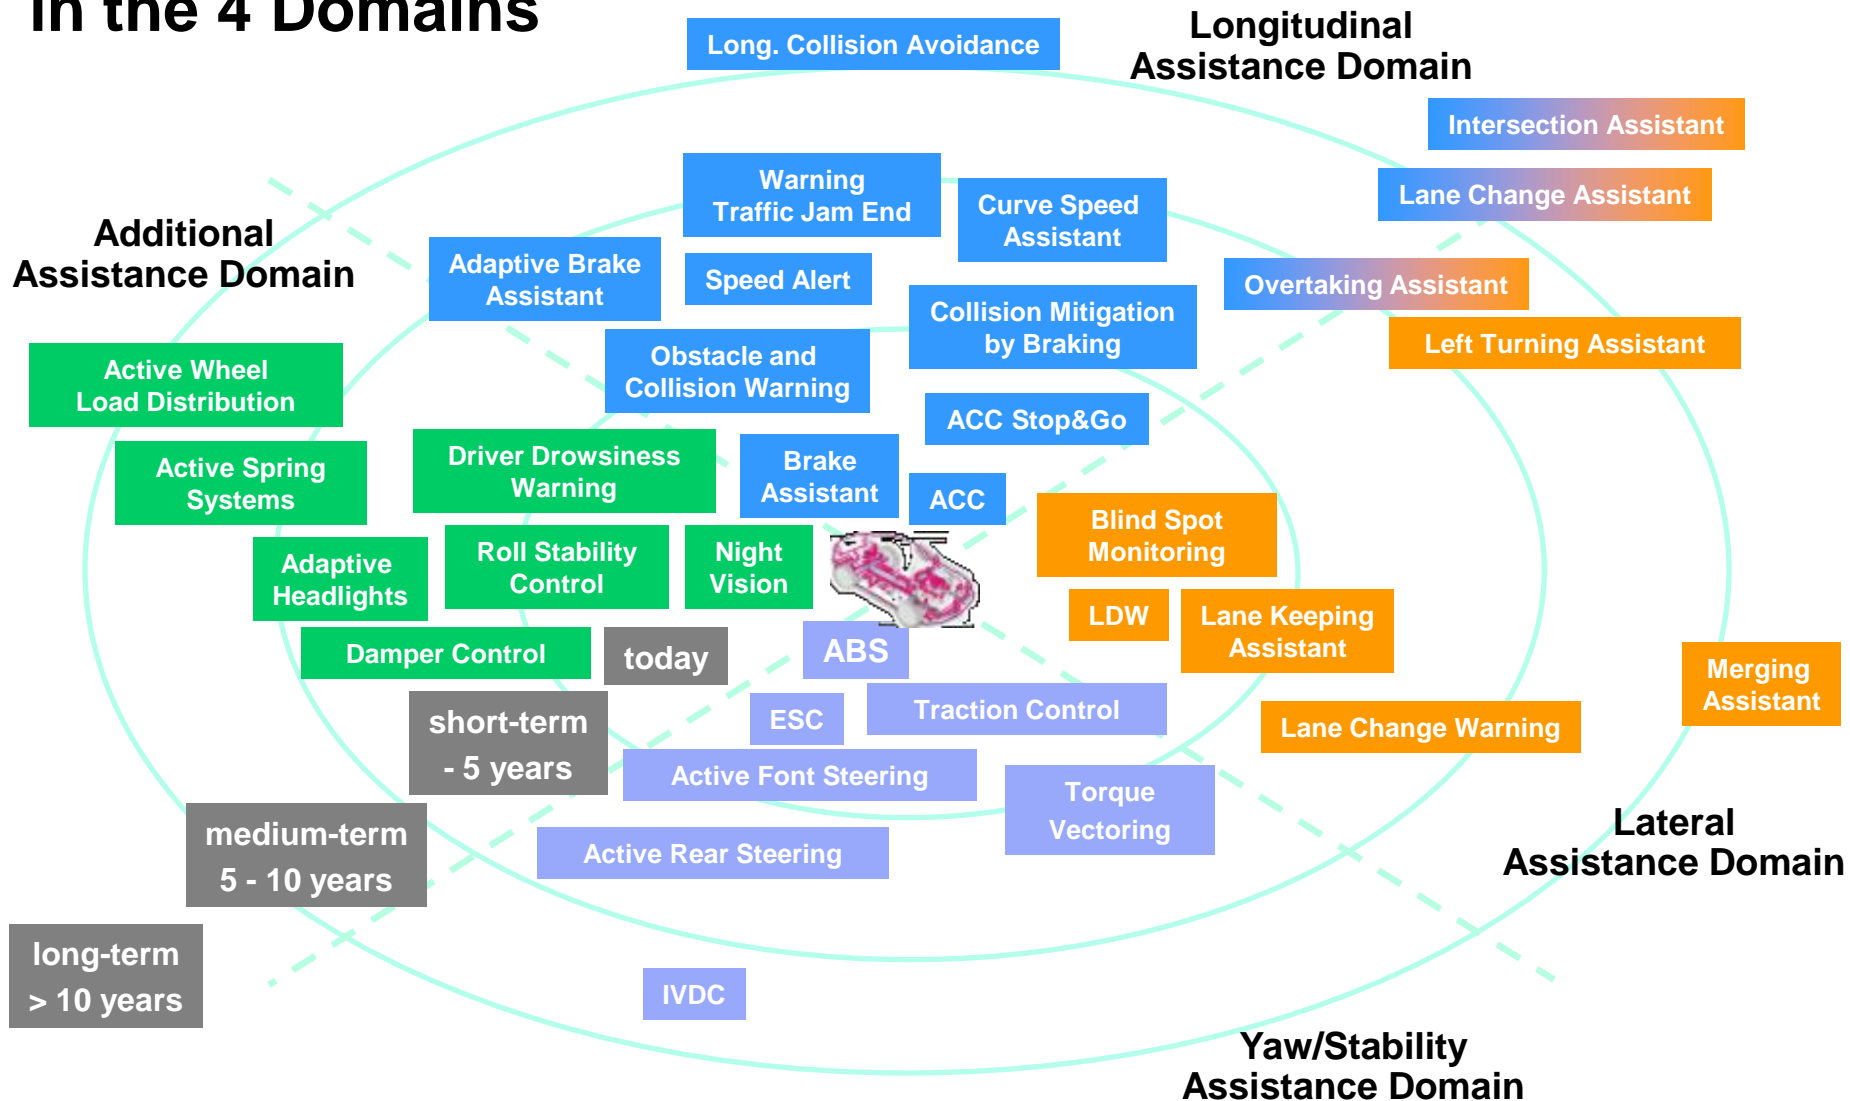 in the 4 Domains
Long. Collision Avoidance
Longitudinal
Assistance Domain
Intersection Assistant
Lane Change Assistant
Warning
Traffic Jam End
Curve Speed
Assistant
Additional
Assistance Domain
Adaptive Brake
Assistant
Speed Alert
Overtaking Assistant
Collision Mitigation
by Braking
Left Turning Assistant
Obstacle and
Collision Warning
Active Wheel
Load Distribution
ACC Stop&Go
Active Spring
Systems
Driver Drowsiness
Warning
Brake
Assistant
ACC
Blind Spot
Monitoring
Adaptive
Headlights
Roll Stability
Control
Night
Vision
LDW
Lane Keeping
Assistant
Damper Control
today
ABS
Merging
Assistant
short-term
- 5 years
ESC
Traction Control
Lane Change Warning
Active Font Steering
Torque
Vectoring
medium-term
5 - 10 years
Active Rear Steering
Lateral
Assistance Domain
long-term
> 10 years
IVDC
Yaw/Stability
Assistance Domain